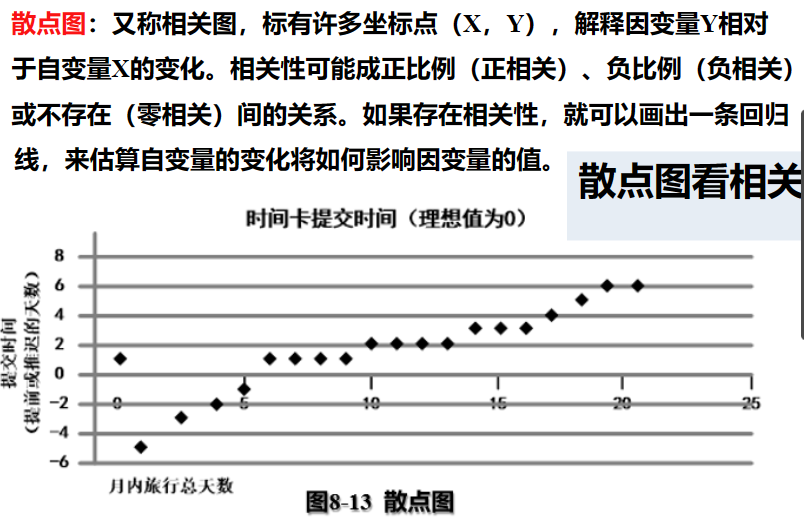 散点图：又称相关图，标有许多坐标点（X，Y），解释因变量Y相对
于自变量X的变化。相关性可能成正比例（正相关）、负比例（负相关）
或不存在（零相关）间的关系。如果存在相关性，就可以画出一条回归
线，来估算自变量的变化将如何影响因变量的值。
散点图看相关
时间卡提交时间（理想值为0）
提交时间
（提前或推迟的天数）
8
6
4
2
0
-2
-4
-6
0 5 10 15 20 25
月内旅行总天数
图8-13 散点图